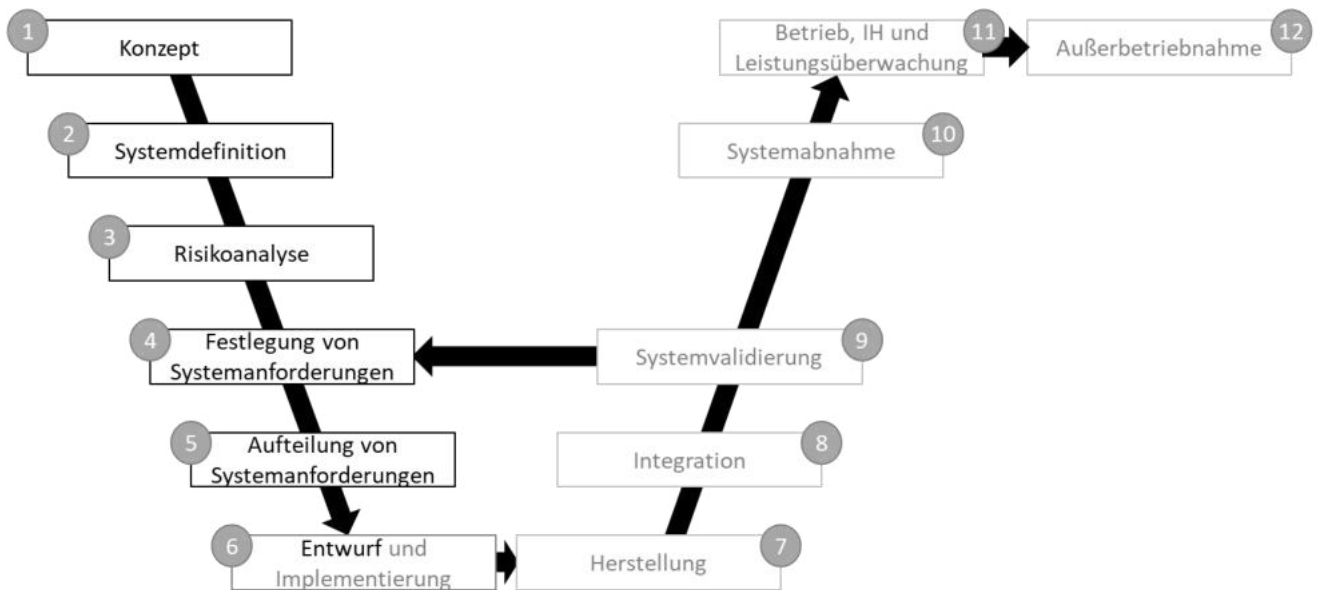 1
Konzept
2
Systemdefinition
3
Risikoanalyse
4
Festlegung von
Systemanforderungen
5
Aufteilung von
Systemanforderungen
6
Entwurf und
Implementierung
7
Herstellung
8
Integration
9
Systemvalidierung
10
Systemabnahme
11
Betrieb, IH und
Leistungsüberwachung
12
Außerbetriebnahme